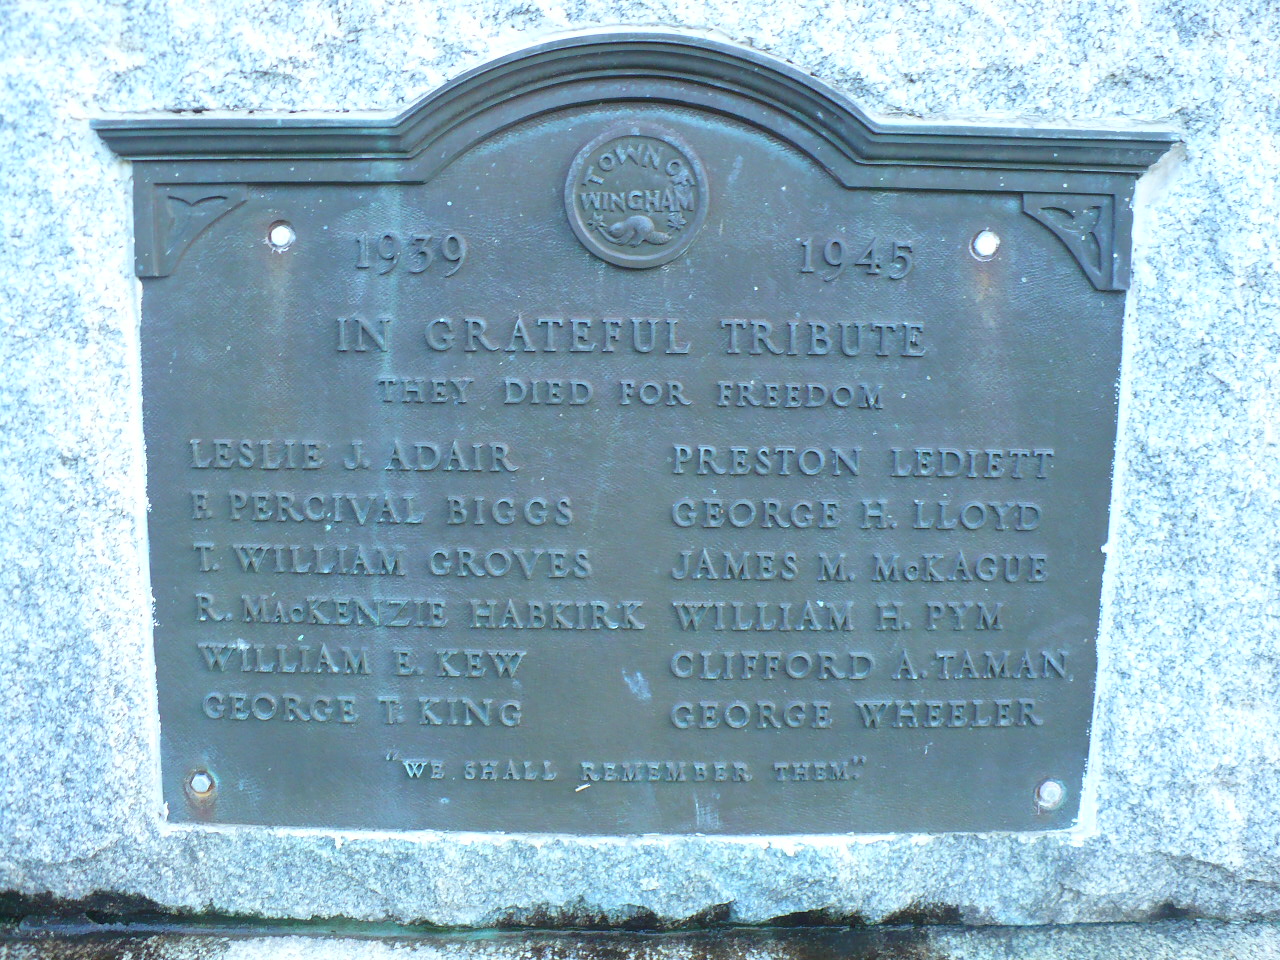 TOWN OF
WINGHAM
1939 1945
IN GRATEFUL TRIBUTE
THEY DIED FOR FREEDOM
LESLIE J. ADAIR
F. PERCIVAL BIGGS
T. WILLIAM GROVES
R. MACKENZIE HABKIRK
WILLIAM E. KEW
GEORGE T. KING
PRESTON LEDIETT
GEORGE H. LLOYD
JAMES M. McKAGUE
WILLIAM H. PYM
CLIFFORD A. TAMAN
GEORGE WHEELER
"WE SHALL REMEMBER THEM."